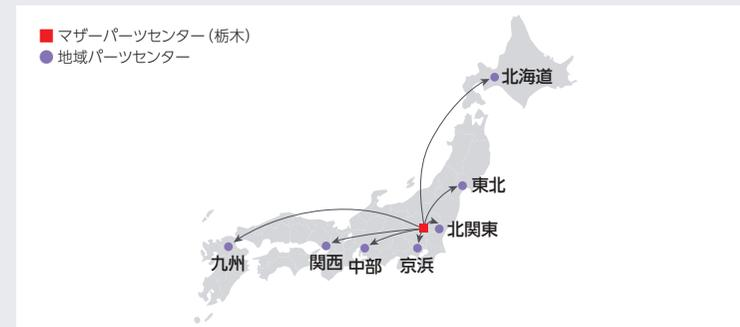 マザーパーツセンター（栃木）
地域パーツセンター
北海道
東北
北関東
九州
関西
中部
京浜